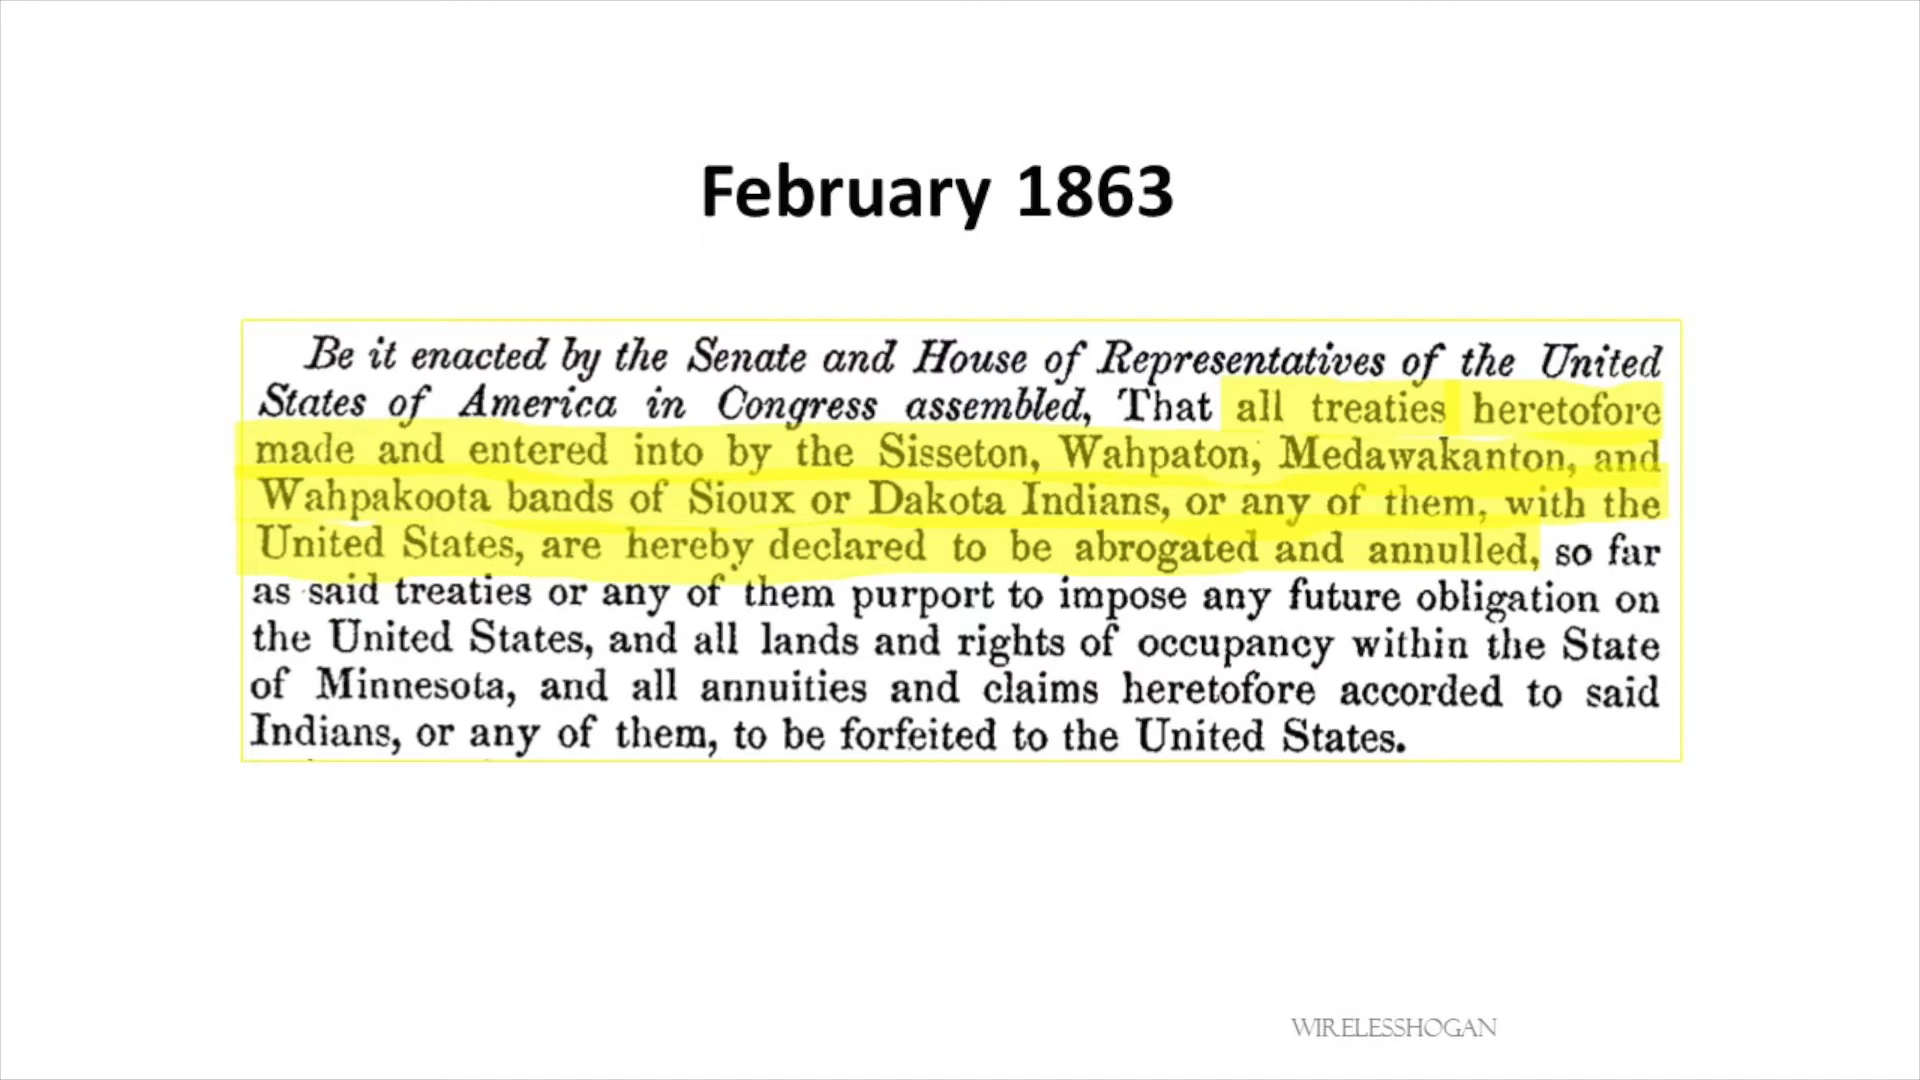 February 1863
Be it enacted by the Senate and House of Representatives of the United
States of America in Congress assembled, That all treaties heretofore
made and entered into by the Sisseton, Wahpaton, Medawakanton, and
Wahpakoota bands of Sioux or Dakota Indians, or any of them, with the
United States, are hereby declared to be abrogated and annulled, so far
as said treaties or any of them purport to impose any future obligation on
the United States, and all lands and rights of occupancy within the State
of Minnesota, and all annuities and claims heretofore accorded to said
Indians, or any of them, to be forfeited to the United States.
WIRELESSHOGAN